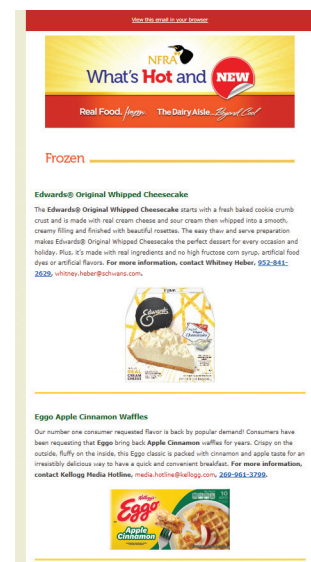 View this email in your browser
NFRA
What's Hot and NEW
Real Food. The Dairy Aisle. Beyond Cool
Frozen
Edwards® Original Whipped Cheesecake
The Edwards® Original Whipped Cheesecake starts with a fresh baked cookie crumb
crust and is made with real cream cheese and sour cream then whipped into a smooth,
creamy filling and finished with beautiful rosettes. The easy thaw and serve preparation
makes Edwards® Original Whipped Cheesecake the perfect dessert for every occasion and
holiday. Plus, it's made with real ingredients and no high fructose corn syrup, artificial food
dyes or artificial flavors. For more information, contact Whitney Heber, 952-841-
2629, whitney.heber@schwans.com.
Edwards
REAL
CREAM
CHEESE
Eggo Apple Cinnamon Waffles
Our number one consumer requested flavor is back by popular demand! Consumers have
been requesting that Eggo bring back Apple Cinnamon waffles for years. Crispy on the
outside, fluffy on the inside, this Eggo classic is packed with cinnamon and apple taste for an
irresistibly delicious way to have a quick and convenient breakfast. For more information,
contact Kellogg Media Hotline, media.hotline@kellogg.com, 269-961-3799.
Kellogg's
Eggo
10
Apple
Cinnamon